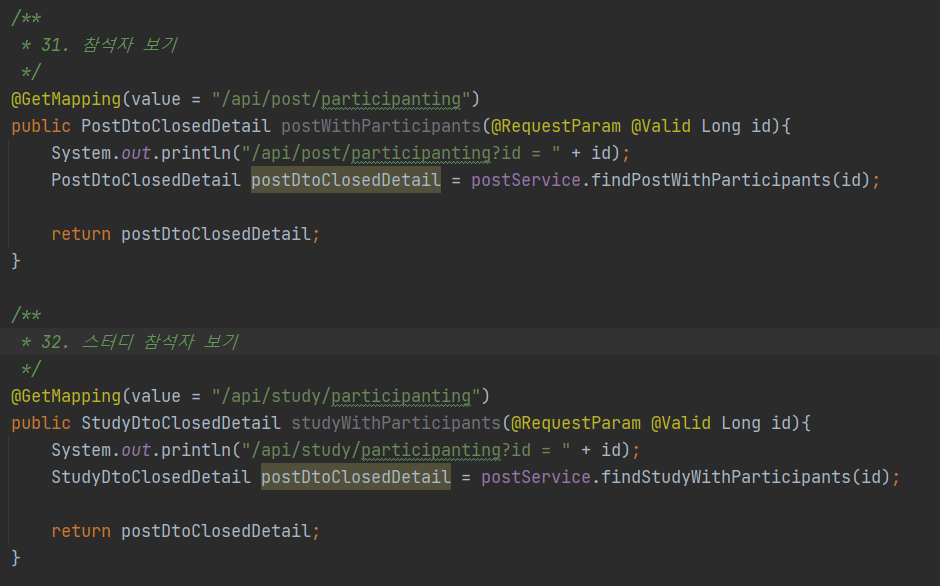 /**
 * 31. 참석자 보기
 */
@GetMapping(value = "/api/post/participanting")
public PostDtoClosedDetail postWithParticipants(@RequestParam @Valid Long id){
    System.out.println("/api/post/participanting?id = " + id);
    PostDtoClosedDetail postDtoClosedDetail = postService.findPostWithParticipants(id);
    return postDtoClosedDetail;
}
/**
 * 32. 스터디 참석자 보기
 */
@GetMapping(value = "/api/study/participanting")
public StudyDtoClosedDetail studyWithParticipants(@RequestParam @Valid Long id){
    System.out.println("/api/study/participanting?id = " + id);
    StudyDtoClosedDetail postDtoClosedDetail = postService.findStudyWithParticipants(id);
    return postDtoClosedDetail;
}